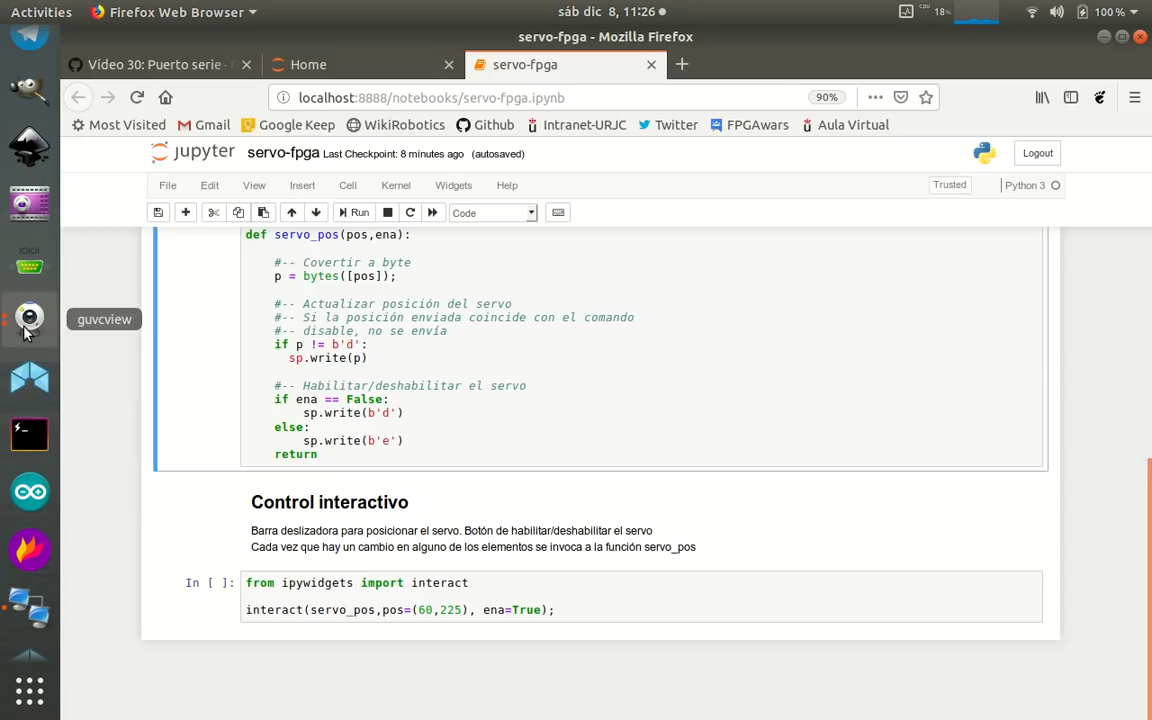 Activities
Firefox Web Browser
sáb dic 8, 11:26
18%
cpu
100 %
servo-fpga - Mozilla Firefox
Vídeo 30: Puerto serie -
Home
servo-fpga
localhost:8888/notebooks/servo-fpga.ipynb
90%
Most Visited
Gmail
Google Keep
WikiRobotics
Github
Intranet-URJC
Twitter
FPGAwars
Aula Virtual
jupyter servo-fpga Last Checkpoint: 8 minutes ago (autosaved)
Logout
File Edit View Insert Cell Kernel Widgets Help
Trusted
Python 3
Run
Code
def servo_pos(pos,ena):
#-- Covertir a byte
p = bytes([pos]);
#-- Actualizar posición del servo
#-- Si la posición enviada coincide con el comando
#-- disable, no se envía
if p != b'd':
sp.write(p)
#-- Habilitar/deshabilitar el servo
if ena == False:
sp.write(b'd')
else:
sp.write(b'e')
return
guvcview
Control interactivo
Barra deslizadora para posicionar el servo. Botón de habilitar/deshabilitar el servo
Cada vez que hay un cambio en alguno de los elementos se invoca a la función servo_pos
In [ ]:
from ipywidgets import interact
interact(servo_pos,pos=(60,225), ena=True);